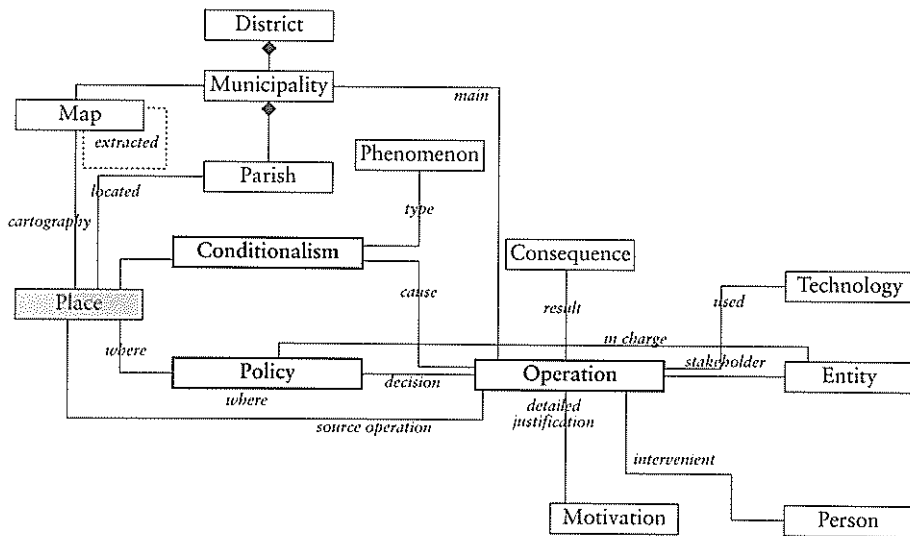 District
Municipality
main
Map
extracted
Phenomenon
Parish
located
type
cartography
Conditionalism
Consequence
Technology
cause
Place
result
used
where
in charge
stakeholder
Policy
decision
Operation
Entity
where
detailed
justification
source operation
intervenient
Motivation
Person